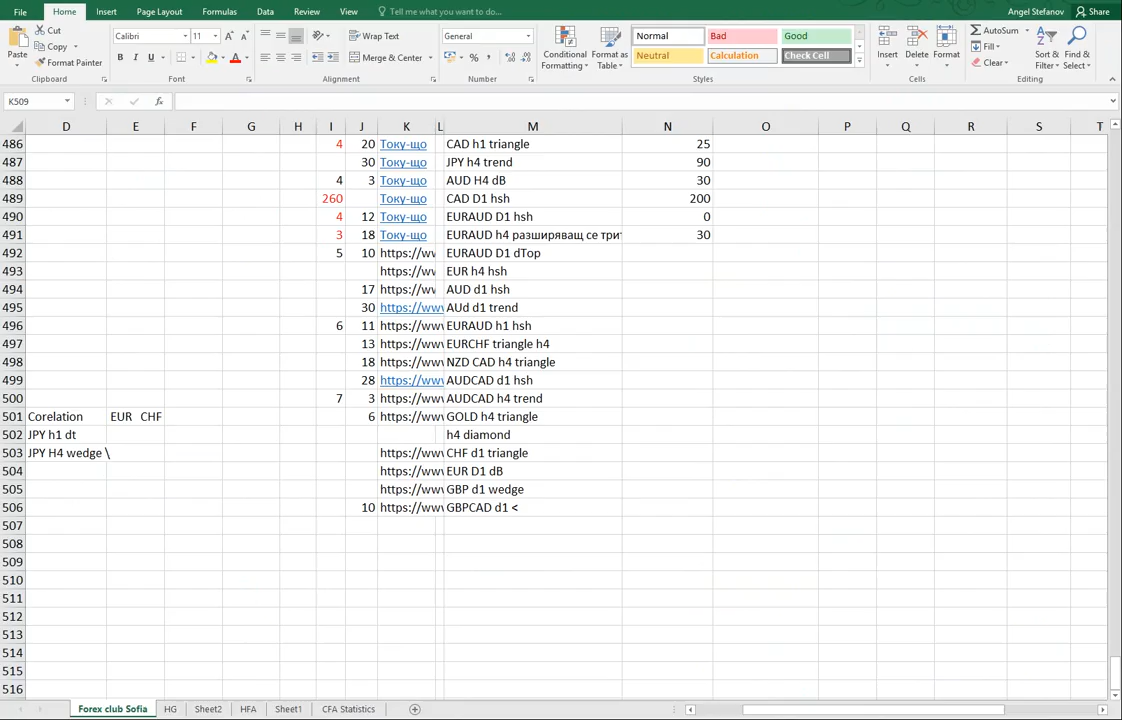 File Home Insert Page Layout Formulas Data Review View Tell me what you want to do... Angel Stefanov Share
Paste Cut Copy Format Painter Clipboard
Calibri 11 B I U A Font
Wrap Text Merge & Center Alignment
General % Number
Conditional Formatting Format as Table Normal Bad Good Neutral Calculation Check Cell Styles
Insert Delete Format Cells
AutoSum Fill Clear Sort & Filter Find & Select Editing
K509 fx
D E F G H I J K L M N O P Q R S T
486 4 20 Току-що CAD h1 triangle 25
487 30 Току-що JPY h4 trend 90
488 4 3 Току-що AUD H4 dB 30
489 260 Току-що CAD D1 hsh 200
490 4 12 Току-що EURAUD D1 hsh 0
491 3 18 Току-що EURAUD h4 разширяващ се три 30
492 5 10 https://ww EURAUD D1 dTop
493 https://ww EUR h4 hsh
494 17 https://ww AUD d1 hsh
495 30 https://www AUd d1 trend
496 6 11 https://www EURAUD h1 hsh
497 13 https://www EURCHF triangle h4
498 18 https://www NZD CAD h4 triangle
499 28 https://www AUDCAD d1 hsh
500 7 3 https://www AUDCAD h4 trend
501 Corelation EUR CHF 6 https://www GOLD h4 triangle
502 JPY h1 dt h4 diamond
503 JPY H4 wedge \ https://www CHF d1 triangle
504 https://www EUR D1 dB
505 https://www GBP d1 wedge
506 10 https://www GBPCAD d1 <
507
508
509
510
511
512
513
514
515
516
Forex club Sofia HG Sheet2 HFA Sheet1 CFA Statistics